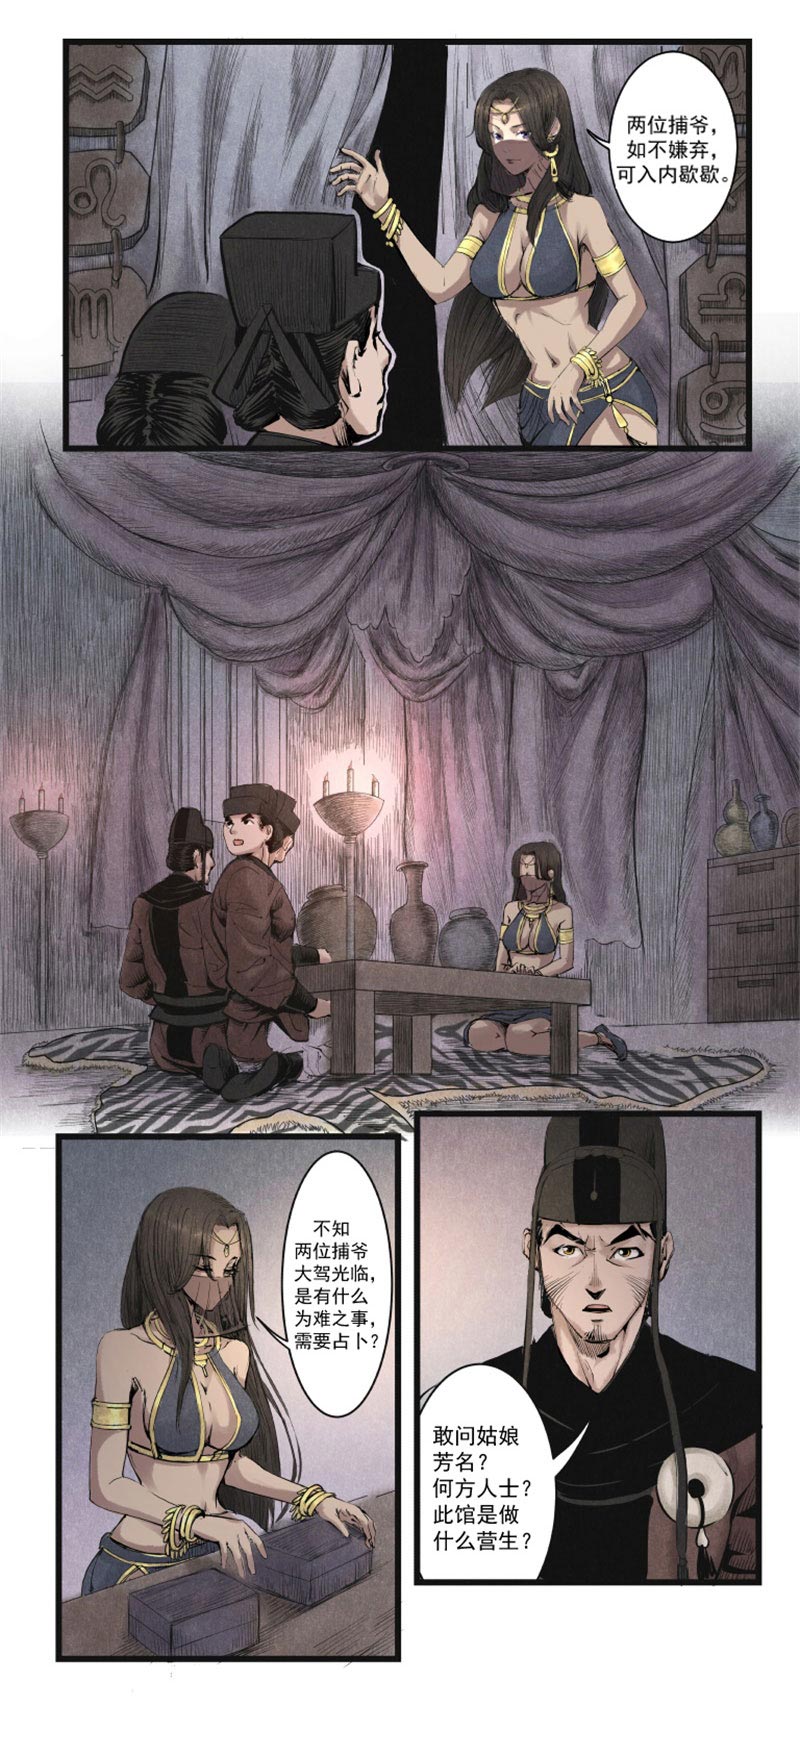 两位捕爷，
如不嫌弃，
可入内歇歇。
不知
两位捕爷
大驾光临，
是有什么
为难之事，
需要占卜？
敢问姑娘
芳名？
何方人士？
此馆是做
什么营生？